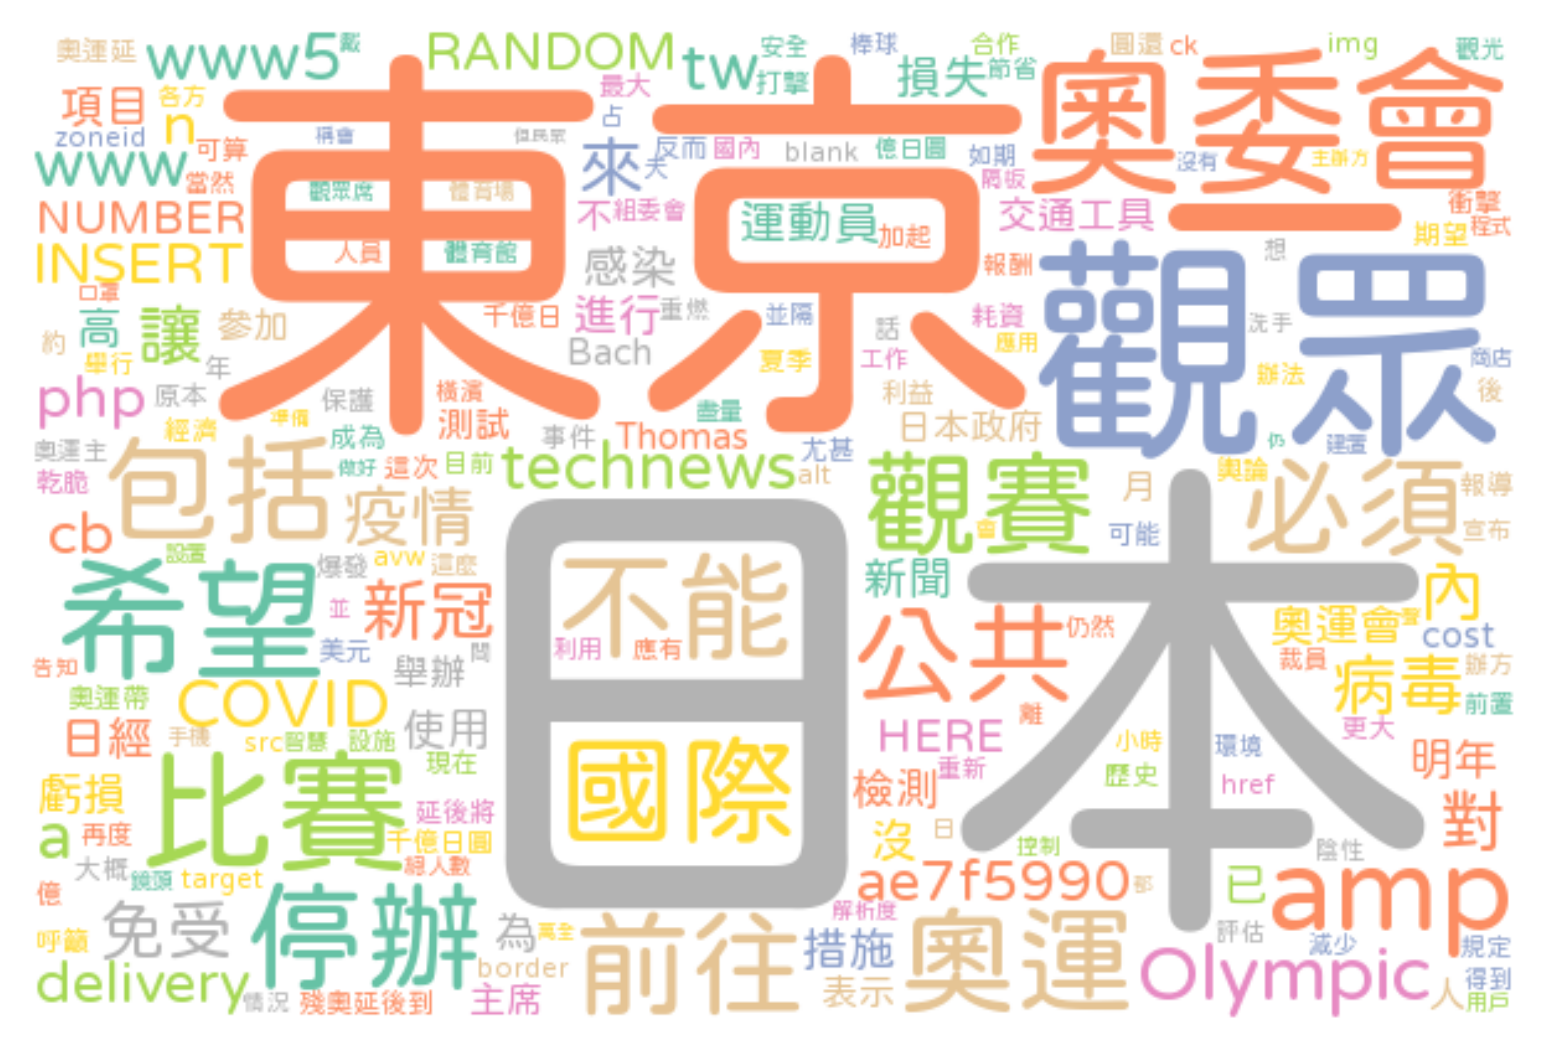 奧運延
www5
戴
RANDOM
tw
安全
棒球
合作
圓還
ck
img
觀光
打擊
損失
節省
奧委會
項目
各方
最大
東京
zoneid
n
稱會
占
但民眾
www
可算
當然
來
天
反而
國內
blank
億日圓
如期
隔板
沒有
主辦方
觀眾席
體育場
NUMBER
不
組委會
運動員
加起
交通工具
一
衝擊
程式
期望
INSERT
人員
體育館
感染
報酬
想
觀眾
口罩
高
讓
參加
千億日
進行
重燃
並隔
話
耗資
應用
洗手
約
舉行
年
Bach
夏季
工作
辦法
商店
後
php
原本
保護
橫濱
利益
經濟
準備
測試
盡量
日本政府
奧運主
成為
事件
Thomas
尤甚
仍
建置
乾脆
包括
做好
這次
目前
technews
alt
觀賽
月
輿論
必須
報導
疫情
日本
cb
設置
爆發
avw
這麼
會
可能
宣布
希望
並
新冠
不能
新聞
內
美元
利用
應有
公共
仍然
奧運會
聲
cost
告知
舉辦
問
裁員
病毒
辦方
奧運帶
COVID
使用
國際
離
前置
日經
手機
src
智慧
設施
現在
HERE
重新
小時
環境
更大
歷史
href
明年
虧損
比賽
延後將
檢測
對
a
再度
千億日圓
沒
日
控制
陰性
大概
鏡頭
target
總人數
ae7f5990
都
已
amp
億
免受
停辦
為
萬全
前往
解析度
措施
奧運
評估
減少
規定
呼籲
delivery
情況
殘奧延後到
border
主席
表示
Olympic
人
得到
用戶